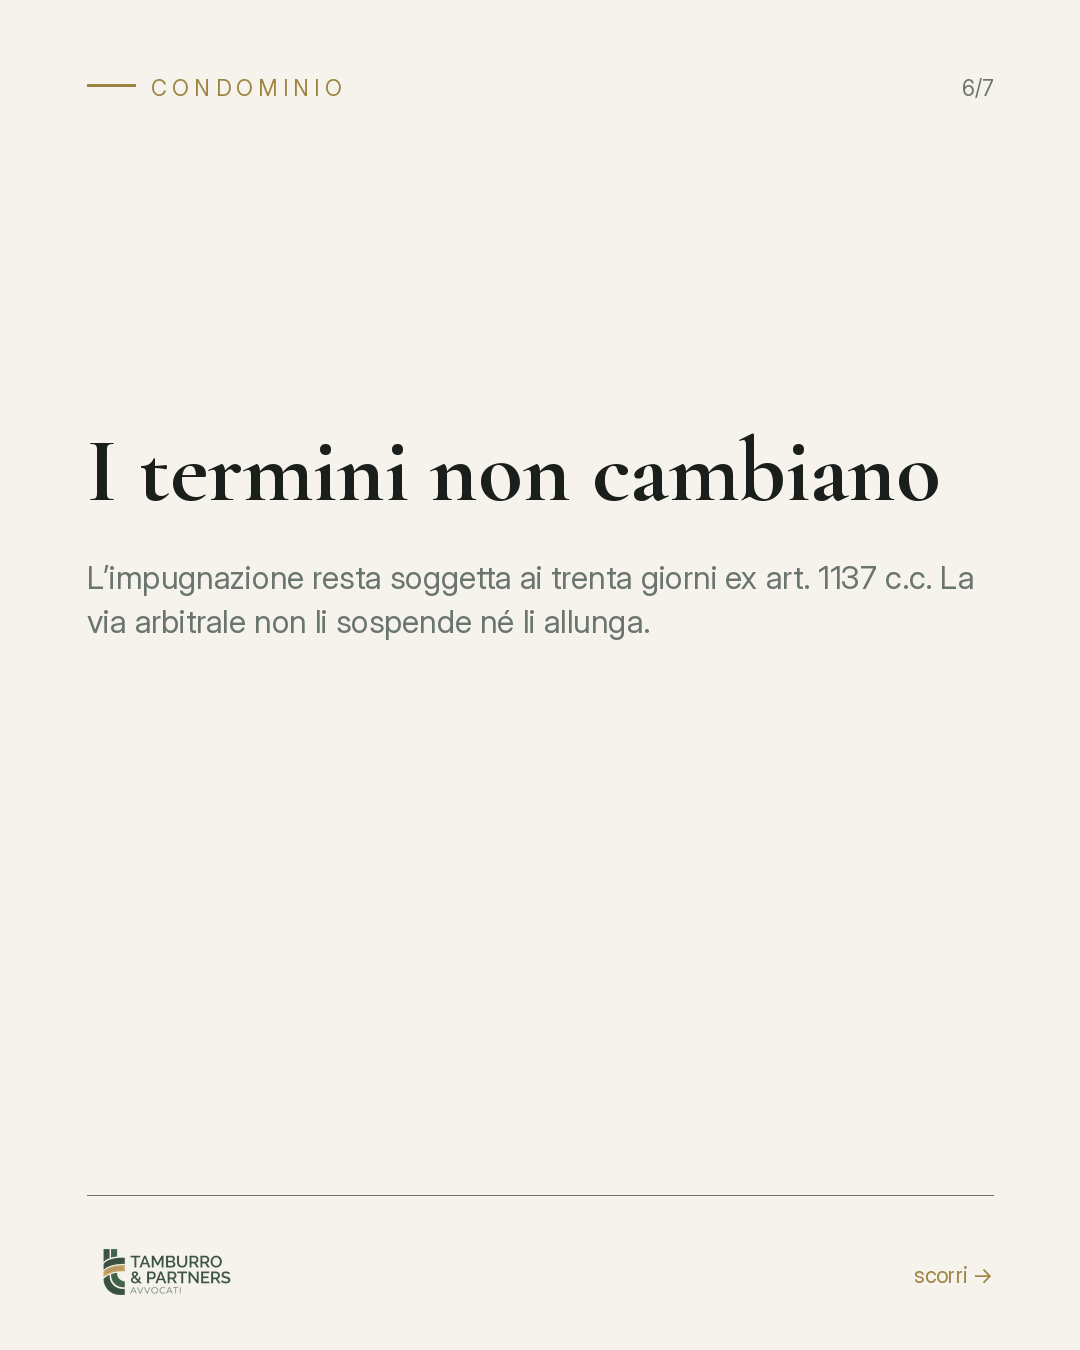 CONDOMINIO
6/7
I termini non cambiano
L’impugnazione resta soggetta ai trenta giorni ex art. 1137 c.c. La
via arbitrale non li sospende né li allunga.
TAMBURRO
& PARTNERS
AVVOCATI
scorri →